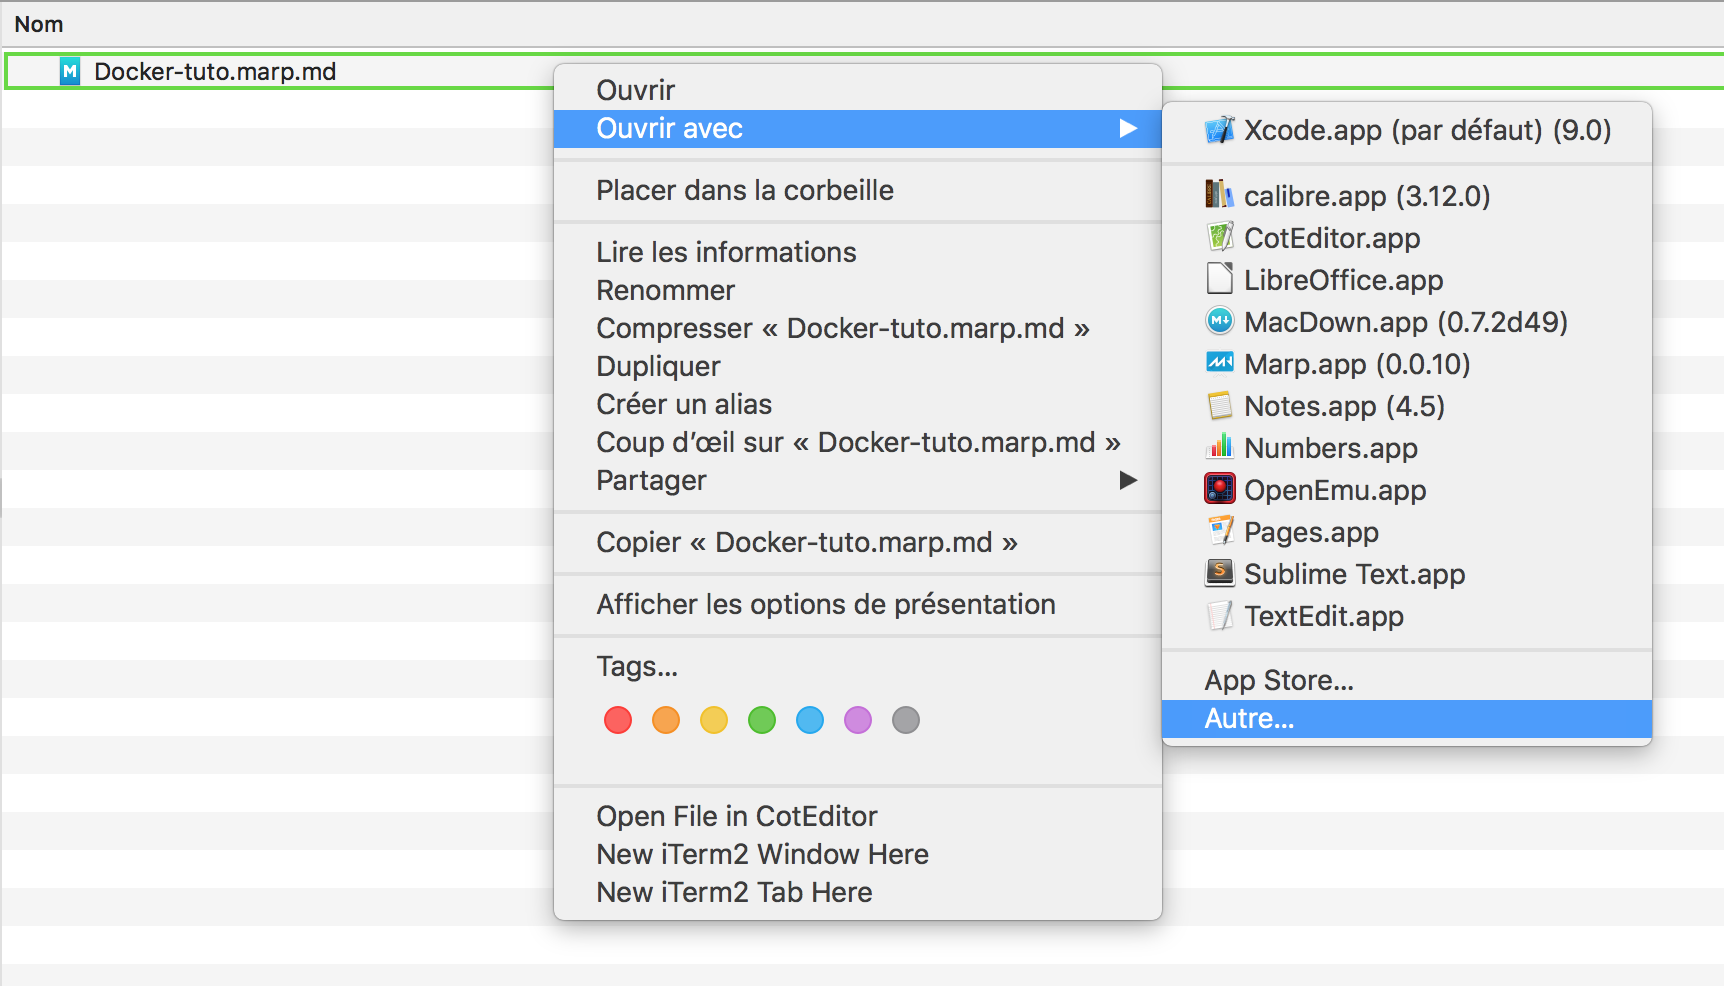 Nom
Docker-tuto.marp.md
Ouvrir
Ouvrir avec
Placer dans la corbeille
Lire les informations
Renommer
Compresser « Docker-tuto.marp.md »
Dupliquer
Créer un alias
Coup d’œil sur « Docker-tuto.marp.md »
Partager
Copier « Docker-tuto.marp.md »
Afficher les options de présentation
Tags...
Open File in CotEditor
New iTerm2 Window Here
New iTerm2 Tab Here
Xcode.app (par défaut) (9.0)
calibre.app (3.12.0)
CotEditor.app
LibreOffice.app
MacDown.app (0.7.2d49)
Marp.app (0.0.10)
Notes.app (4.5)
Numbers.app
OpenEmu.app
Pages.app
Sublime Text.app
TextEdit.app
App Store...
Autre...